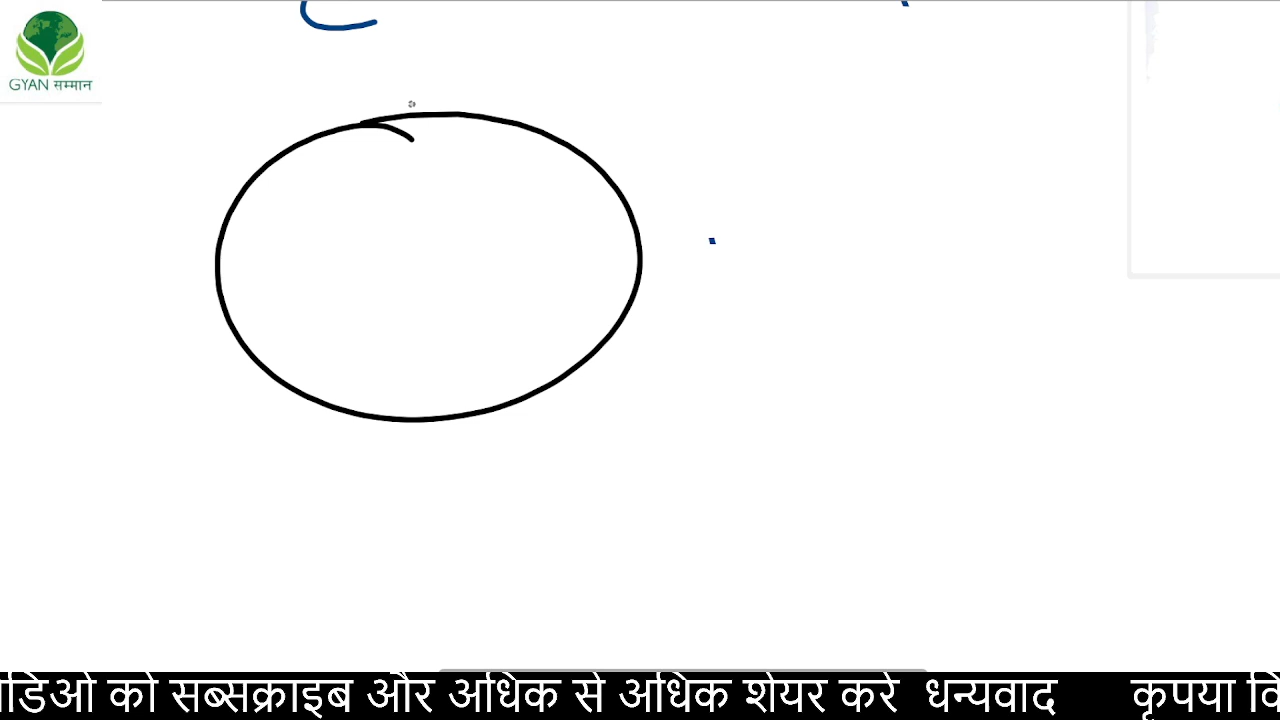 GYAN सम्मान
को सब्सक्राइब और अधिक से अधिक शेयर करे धन्यवाद कृपया